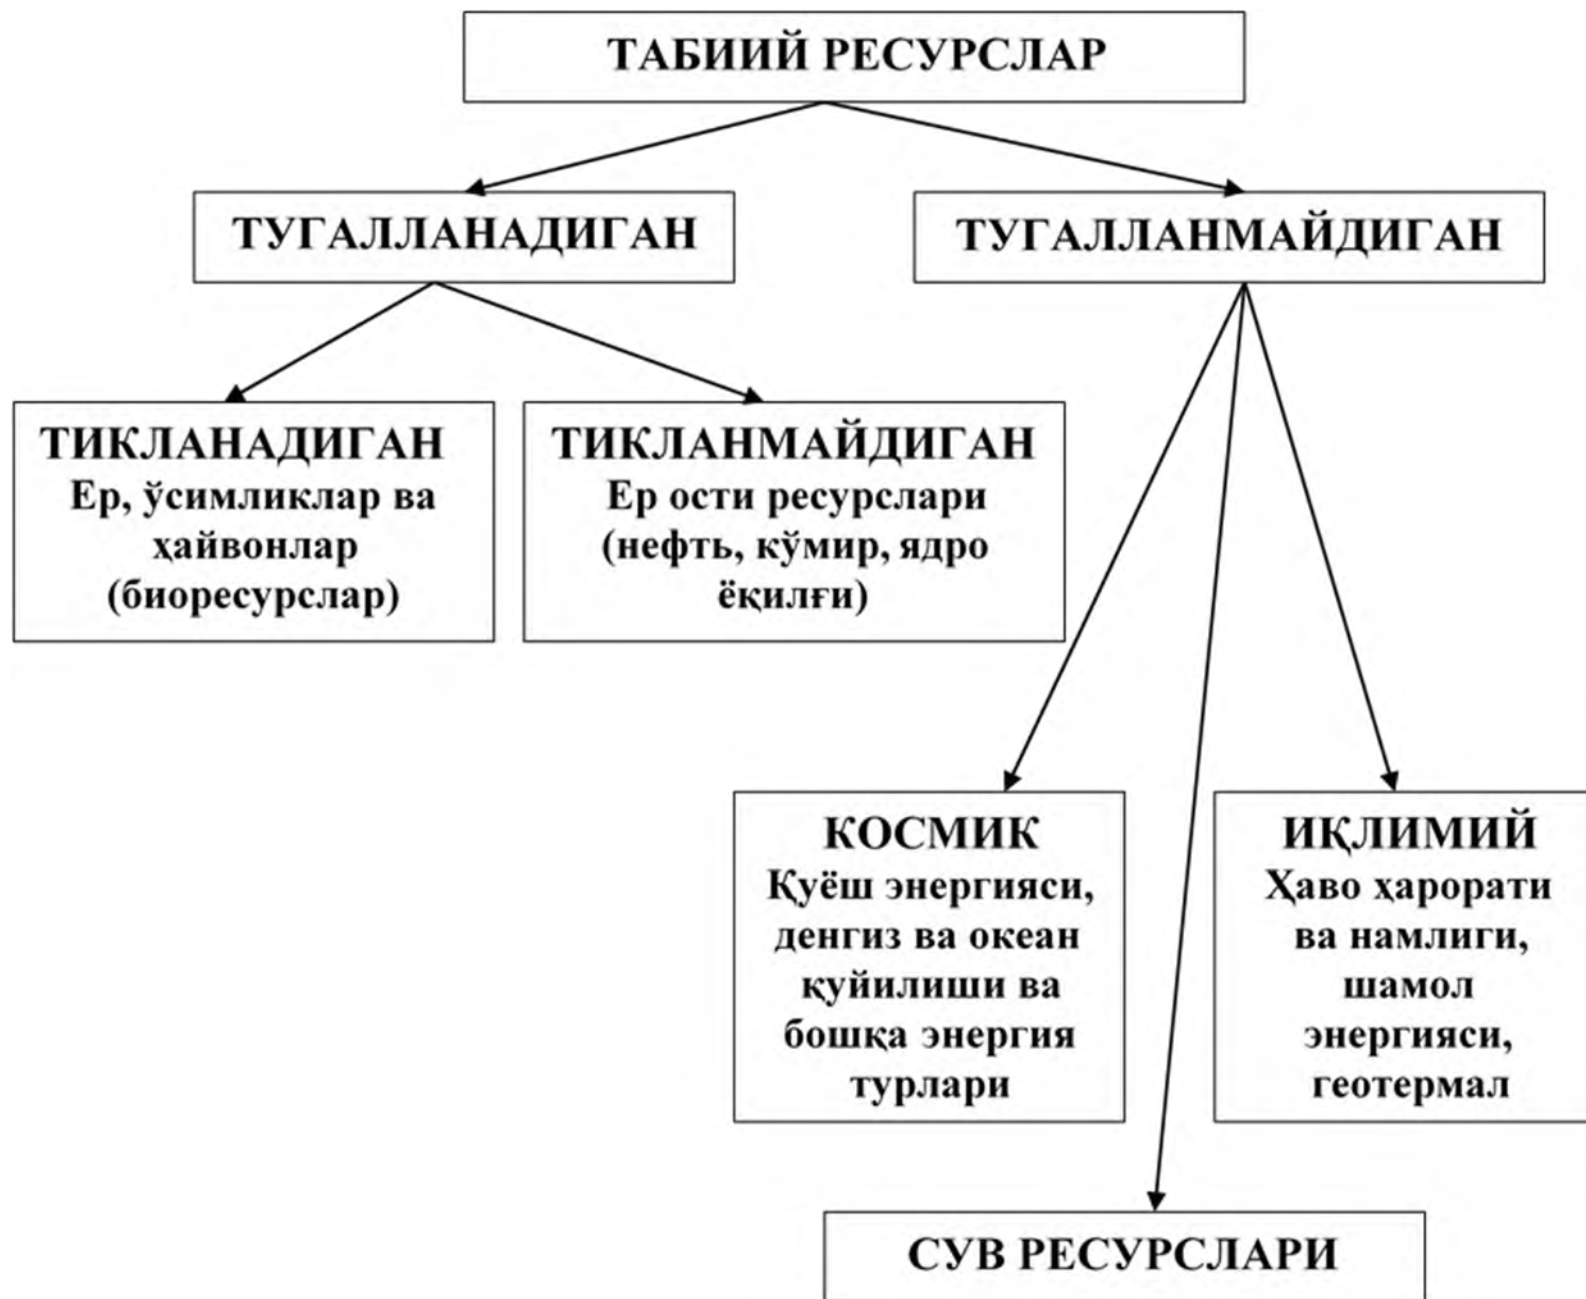 ТАБИИЙ РЕСУРСЛАР
ТУГАЛЛАНАДИГАН
ТУГАЛЛАНМАЙДИГАН
ТИКЛАНАДИГАН
Ер, ўсимликлар ва
ҳайвонлар
(биоресурслар)
ТИКЛАНМАЙДИГАН
Ер ости ресурслари
(нефть, кўмир, ядро
ёқилғи)
КОСМИК
Қуёш энергияси,
денгиз ва океан
қуйилиши ва
бошқа энергия
турлари
ИҚЛИМИЙ
Ҳаво ҳарорати
ва намлиги,
шамол
энергияси,
геотермал
СУВ РЕСУРСЛАРИ